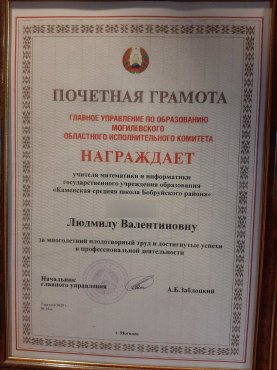 ПОЧЕТНАЯ ГРАМОТА
ГЛАВНОЕ УПРАВЛЕНИЕ ПО ОБРАЗОВАНИЮ
МОГИЛЕВСКОГО
ОБЛАСТНОГО ИСПОЛНИТЕЛЬНОГО КОМИТЕТА
НАГРАЖДАЕТ
учителя математики и информатики
государственного учреждения образования
«Каменская средняя школа Бобруйского района»
Людмилу Валентиновну
за многолетний плодотворный труд и достигнутые успехи
в профессиональной деятельности
Начальник
главного управления
А.Б.Заблоцкий
г. Могилев